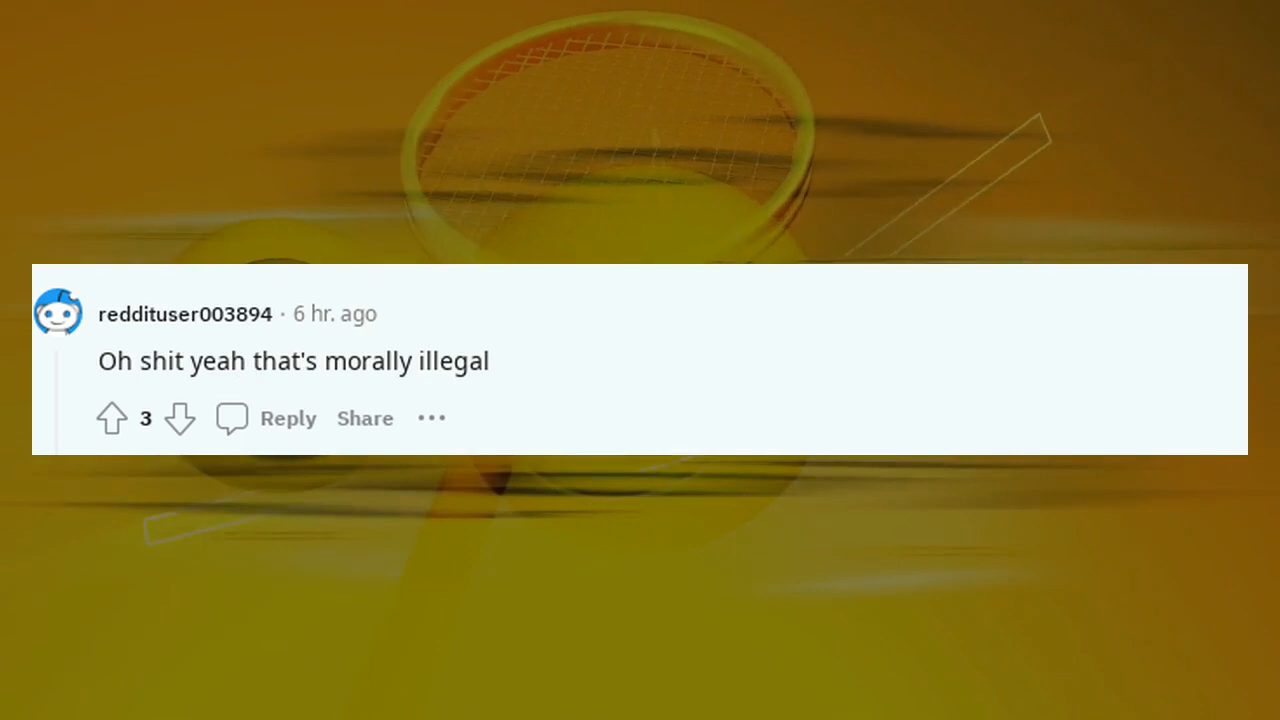 reddituser003894 · 6 hr. ago
Oh shit yeah that's morally illegal
3 Reply Share ···